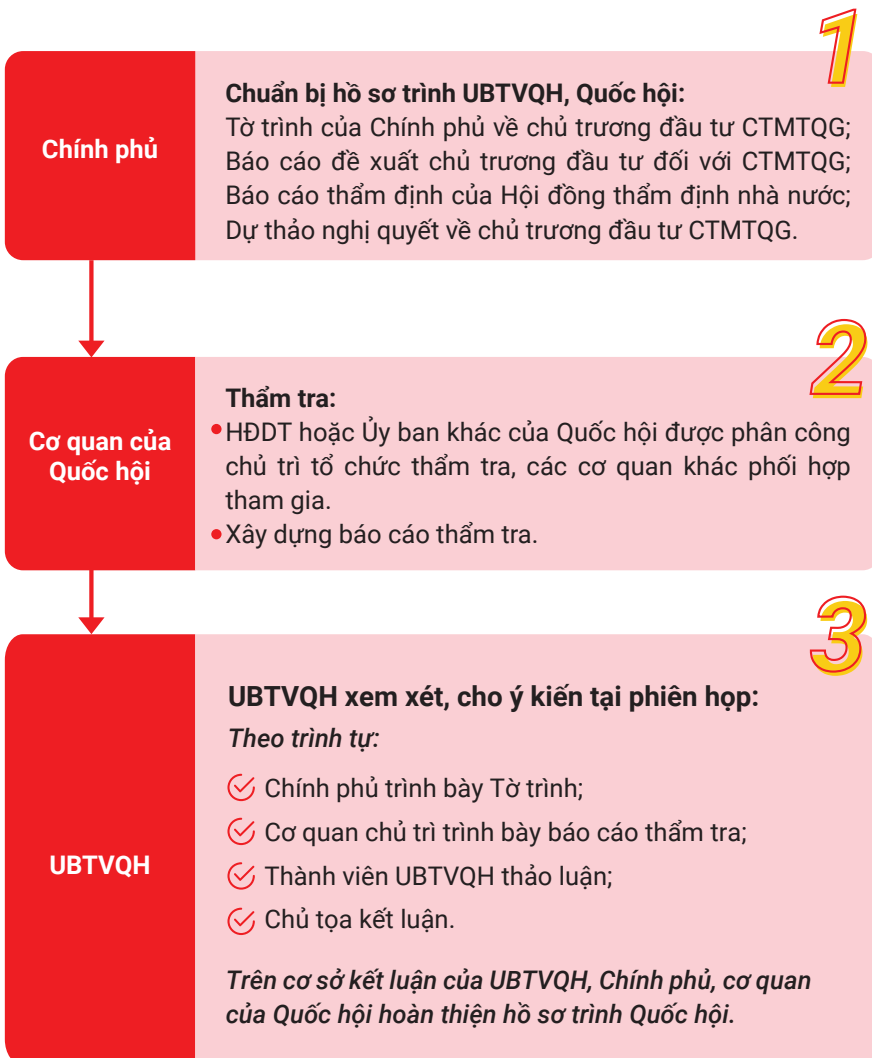 1
Chính phủ
Chuẩn bị hồ sơ trình UBTVQH, Quốc hội:
Tờ trình của Chính phủ về chủ trương đầu tư CTMTQG;
Báo cáo đề xuất chủ trương đầu tư đối với CTMTQG;
Báo cáo thẩm định của Hội đồng thẩm định nhà nước;
Dự thảo nghị quyết về chủ trương đầu tư CTMTQG.
2
Cơ quan của
Quốc hội
Thẩm tra:
HĐDT hoặc Ủy ban khác của Quốc hội được phân công
chủ trì tổ chức thẩm tra, các cơ quan khác phối hợp
tham gia.
Xây dựng báo cáo thẩm tra.
3
UBTVQH
UBTVQH xem xét, cho ý kiến tại phiên họp:
Theo trình tự:
Chính phủ trình bày Tờ trình;
Cơ quan chủ trì trình bày báo cáo thẩm tra;
Thành viên UBTVQH thảo luận;
Chủ tọa kết luận.
Trên cơ sở kết luận của UBTVQH, Chính phủ, cơ quan
của Quốc hội hoàn thiện hồ sơ trình Quốc hội.